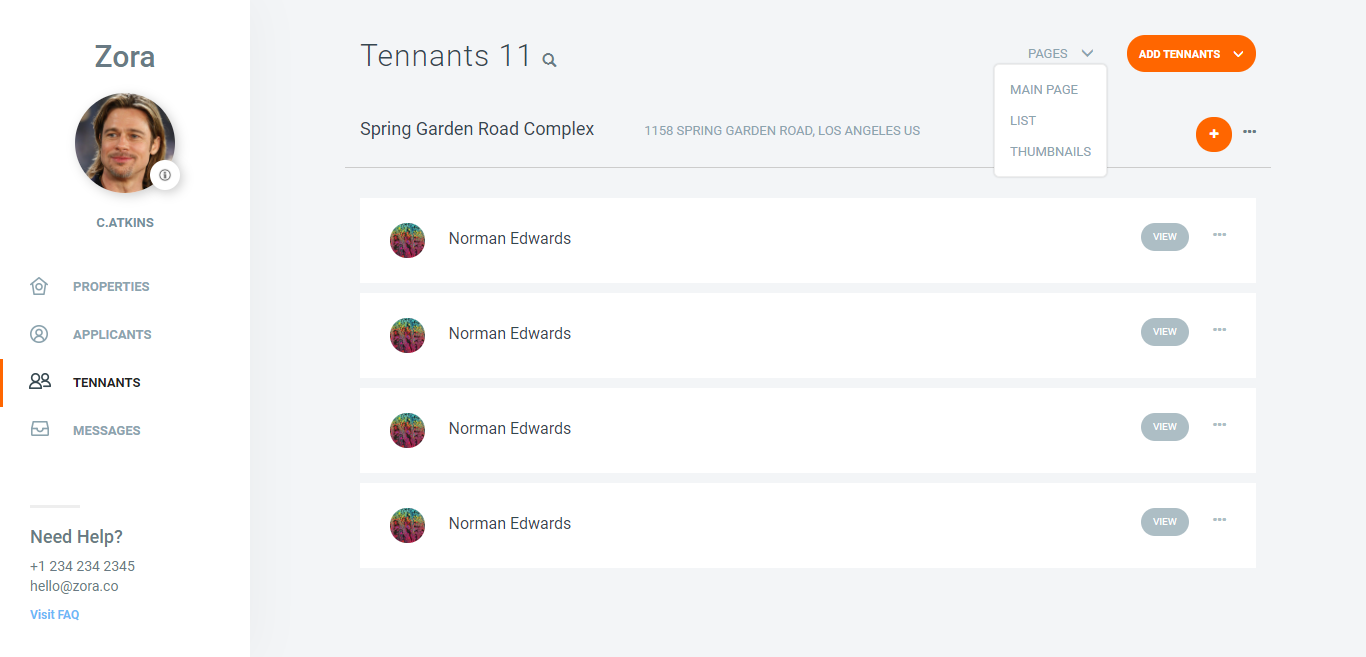 Zora
C.ATKINS
PROPERTIES
APPLICANTS
TENNANTS
MESSAGES
Need Help?
+1 234 234 2345
hello@zora.co
Visit FAQ
Tennants 11
PAGES
ADD TENNANTS
MAIN PAGE
LIST
THUMBNAILS
Spring Garden Road Complex
1158 SPRING GARDEN ROAD, LOS ANGELES US
Norman Edwards
VIEW
Norman Edwards
VIEW
Norman Edwards
VIEW
Norman Edwards
VIEW